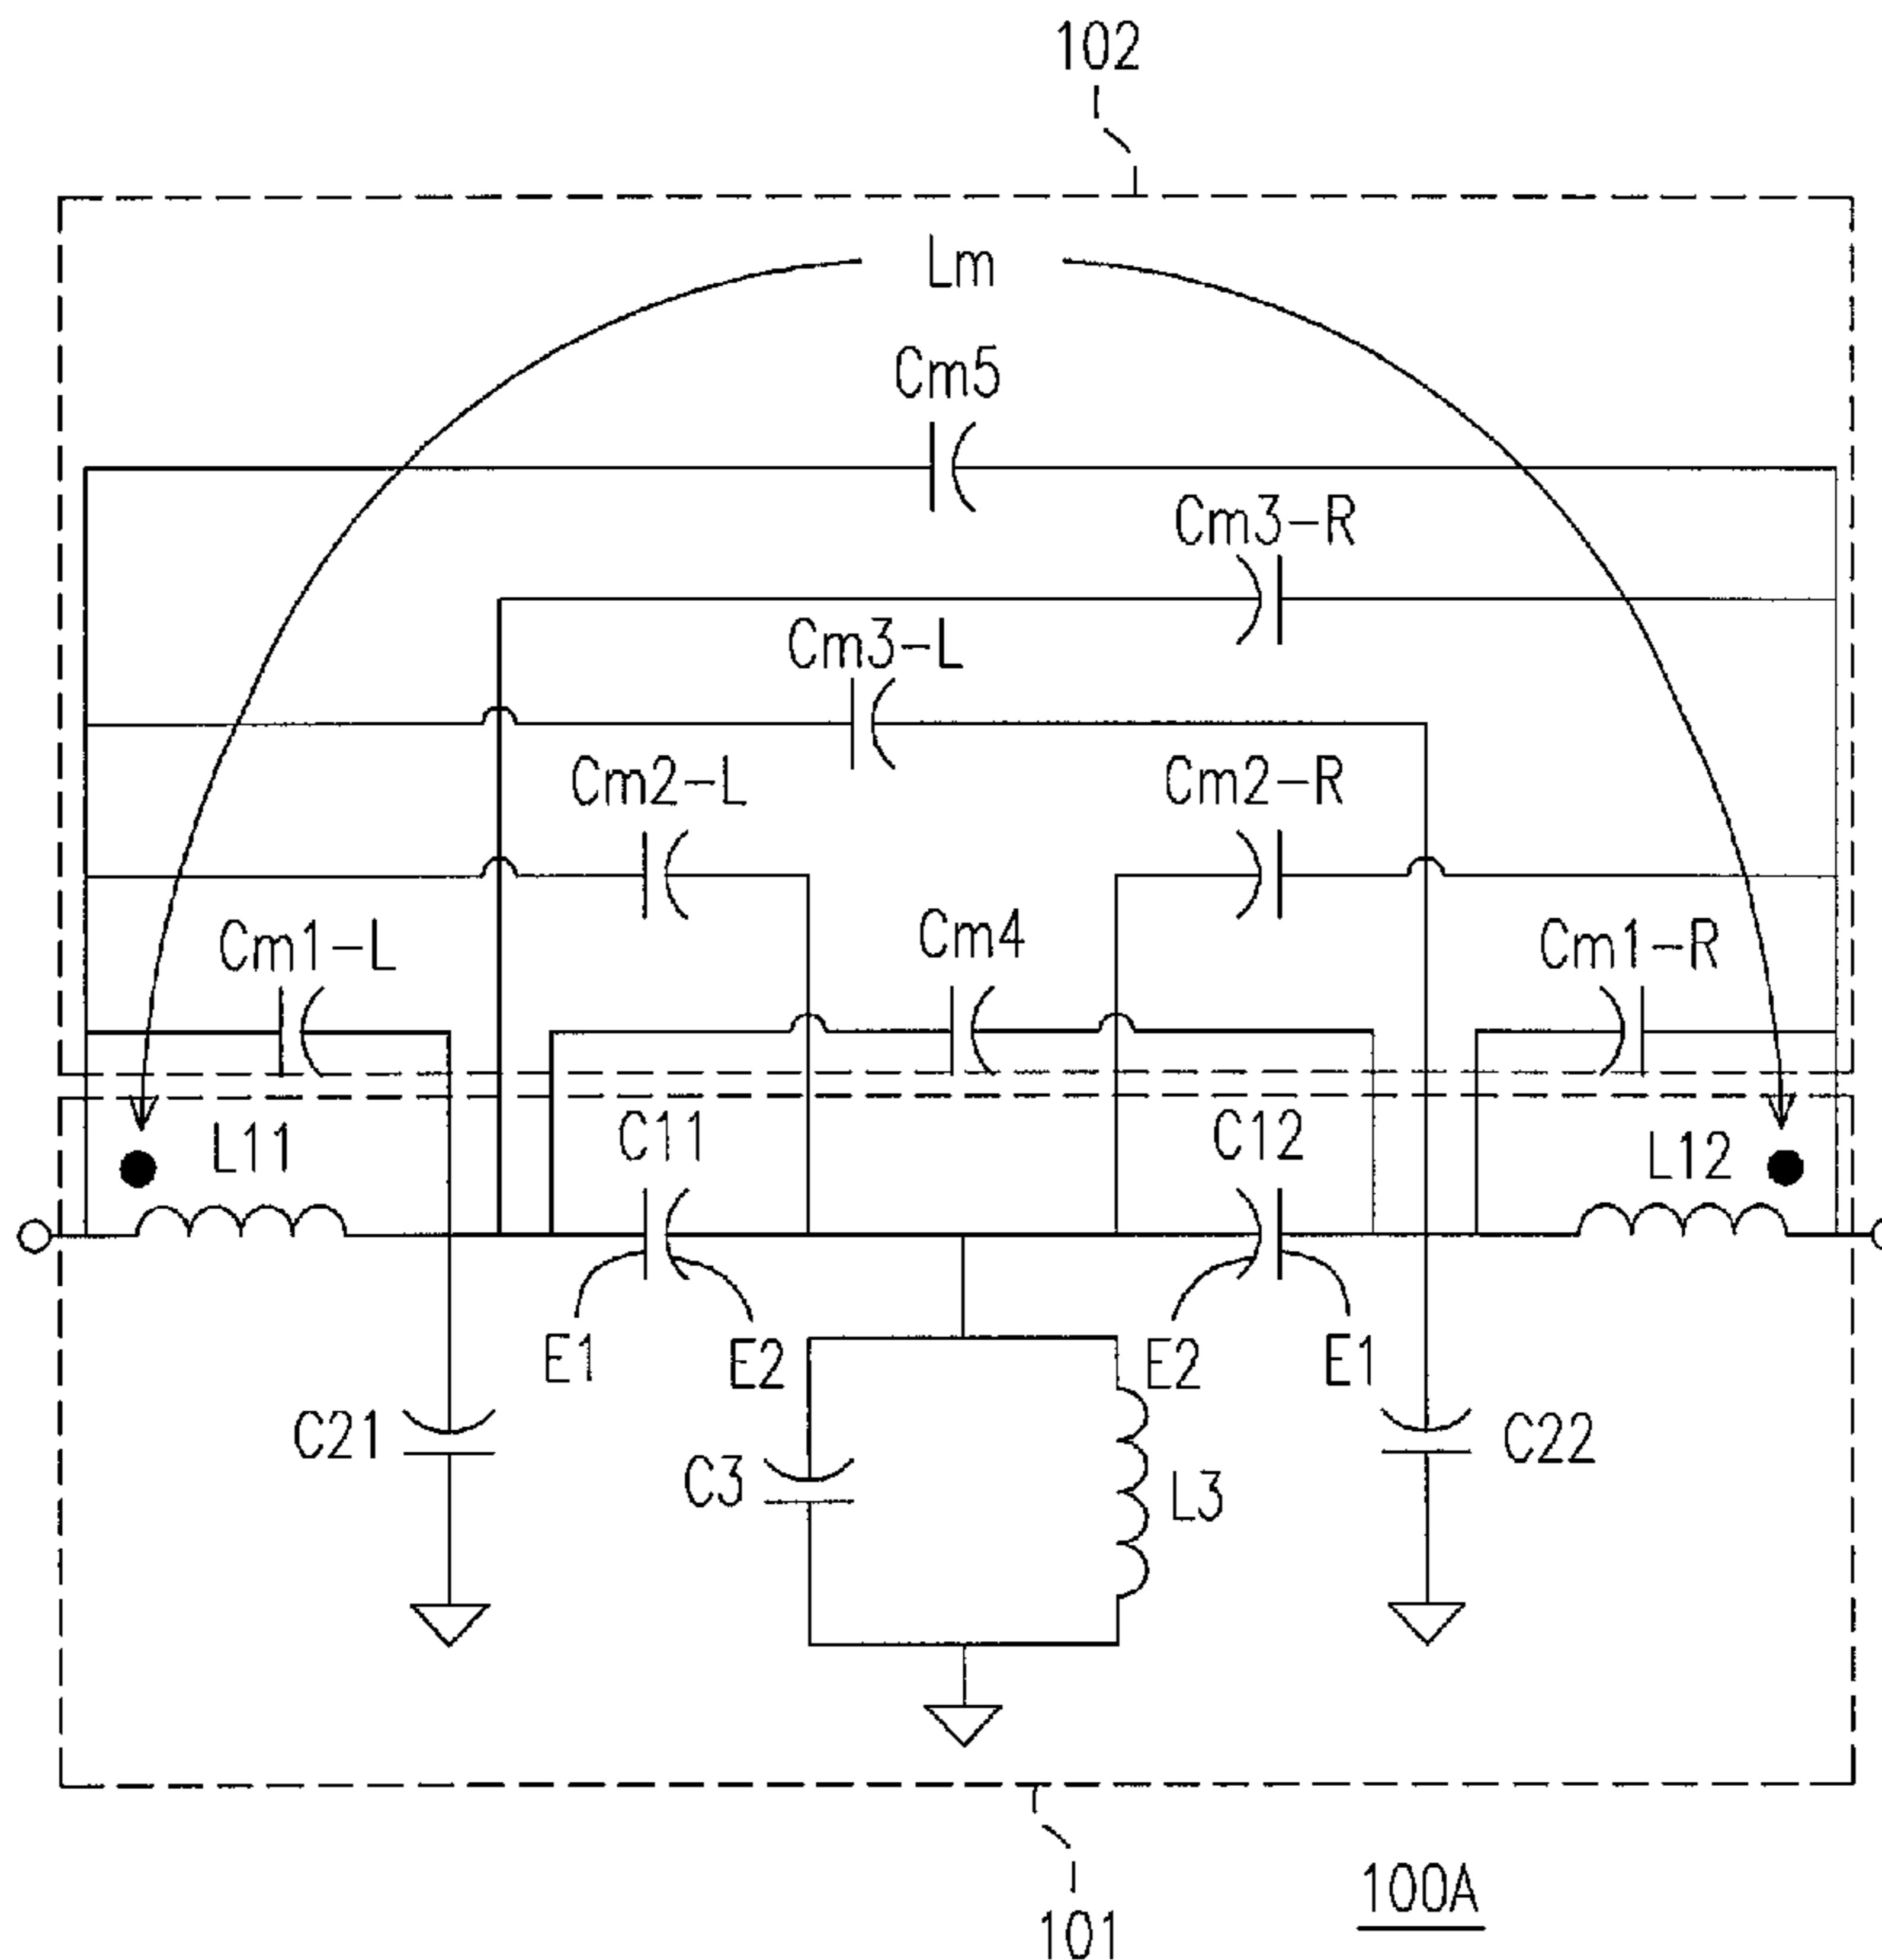 102
Lm
Cm5
Cm3-R
Cm3-L
Cm2-L
Cm2-R
Cm1-L
Cm4
Cm1-R
L11
C11
C12
L12
E1
E2
E2
E1
C21
C3
L3
C22
101
100A